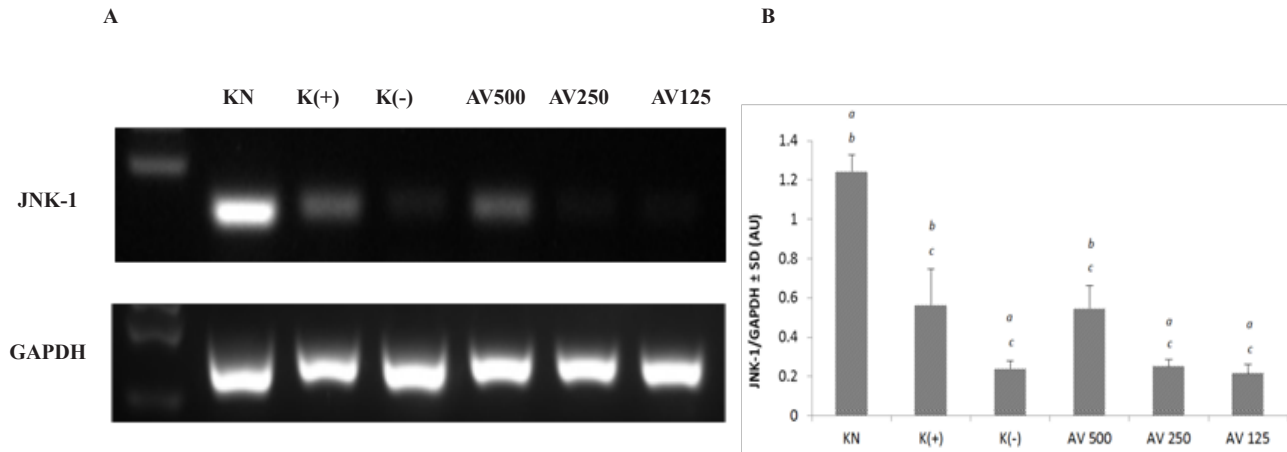 A
KN K(+) K(-) AV500 AV250 AV125
JNK-1
GAPDH
B
JNK-1/GAPDH ± SD (AU)
1.4
1.2
1
0.8
0.6
0.4
0.2
0
a
b
b
c
a
c
b
c
a
c
a
c
KN K(+) K(-) AV 500 AV 250 AV 125